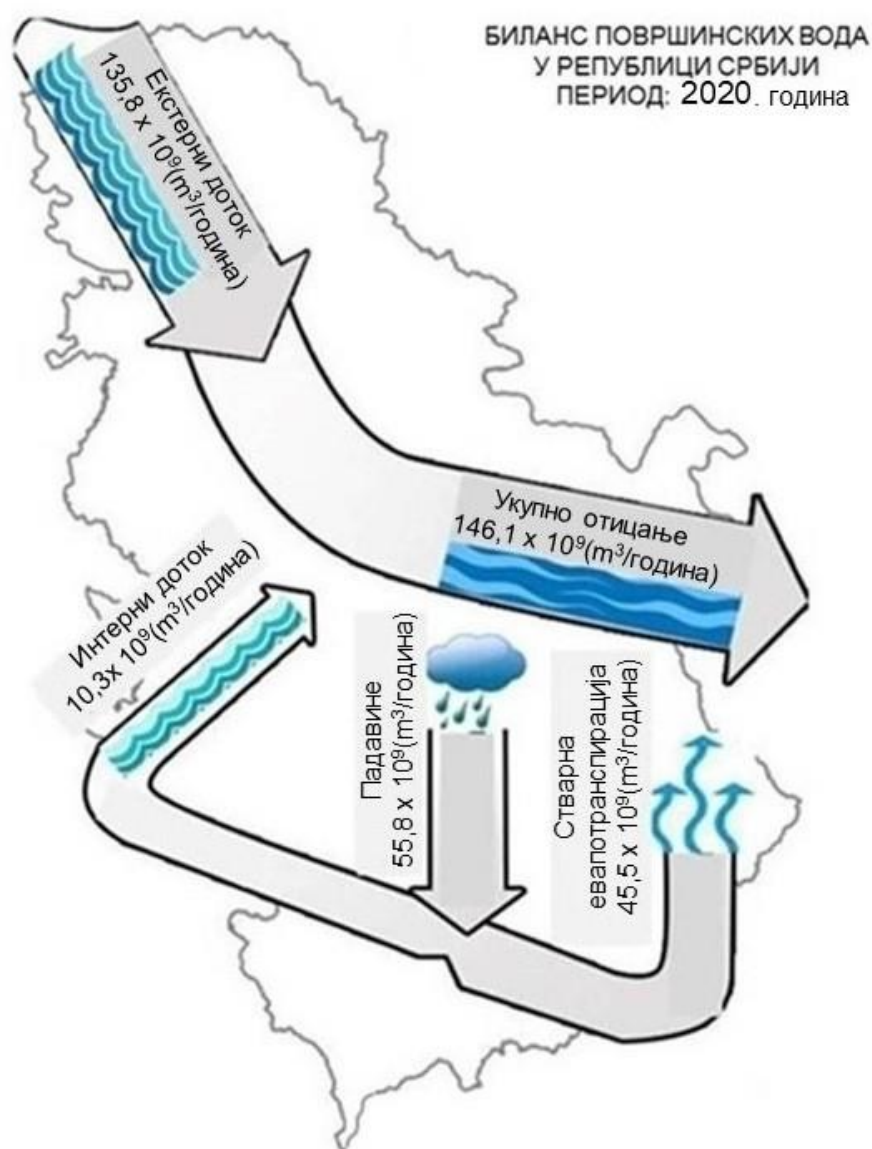 БИЛАНС ПОВРШИНСКИХ ВОДА
У РЕПУБЛИЦИ СРБИЈИ
ПЕРИОД: 2020. година
Екстерни доток
135,8 x 10⁹(m³/година)
Укупно отицање
146,1 x 10⁹(m³/година)
Интерни доток
10,3x 10⁹(m³/година)
Падавине
55,8 x 10⁹(m³/година)
Стварна
евапотранспирација
45,5 x 10⁹(m³/година)